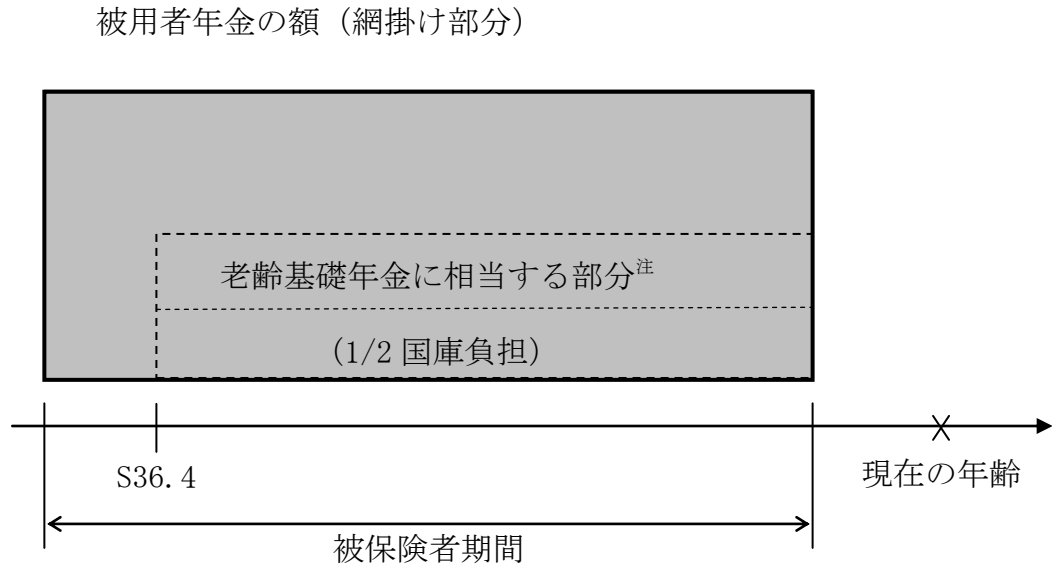 被用者年金の額（網掛け部分）
老齢基礎年金に相当する部分注
（1/2 国庫負担）
S36.4
現在の年齢
被保険者期間